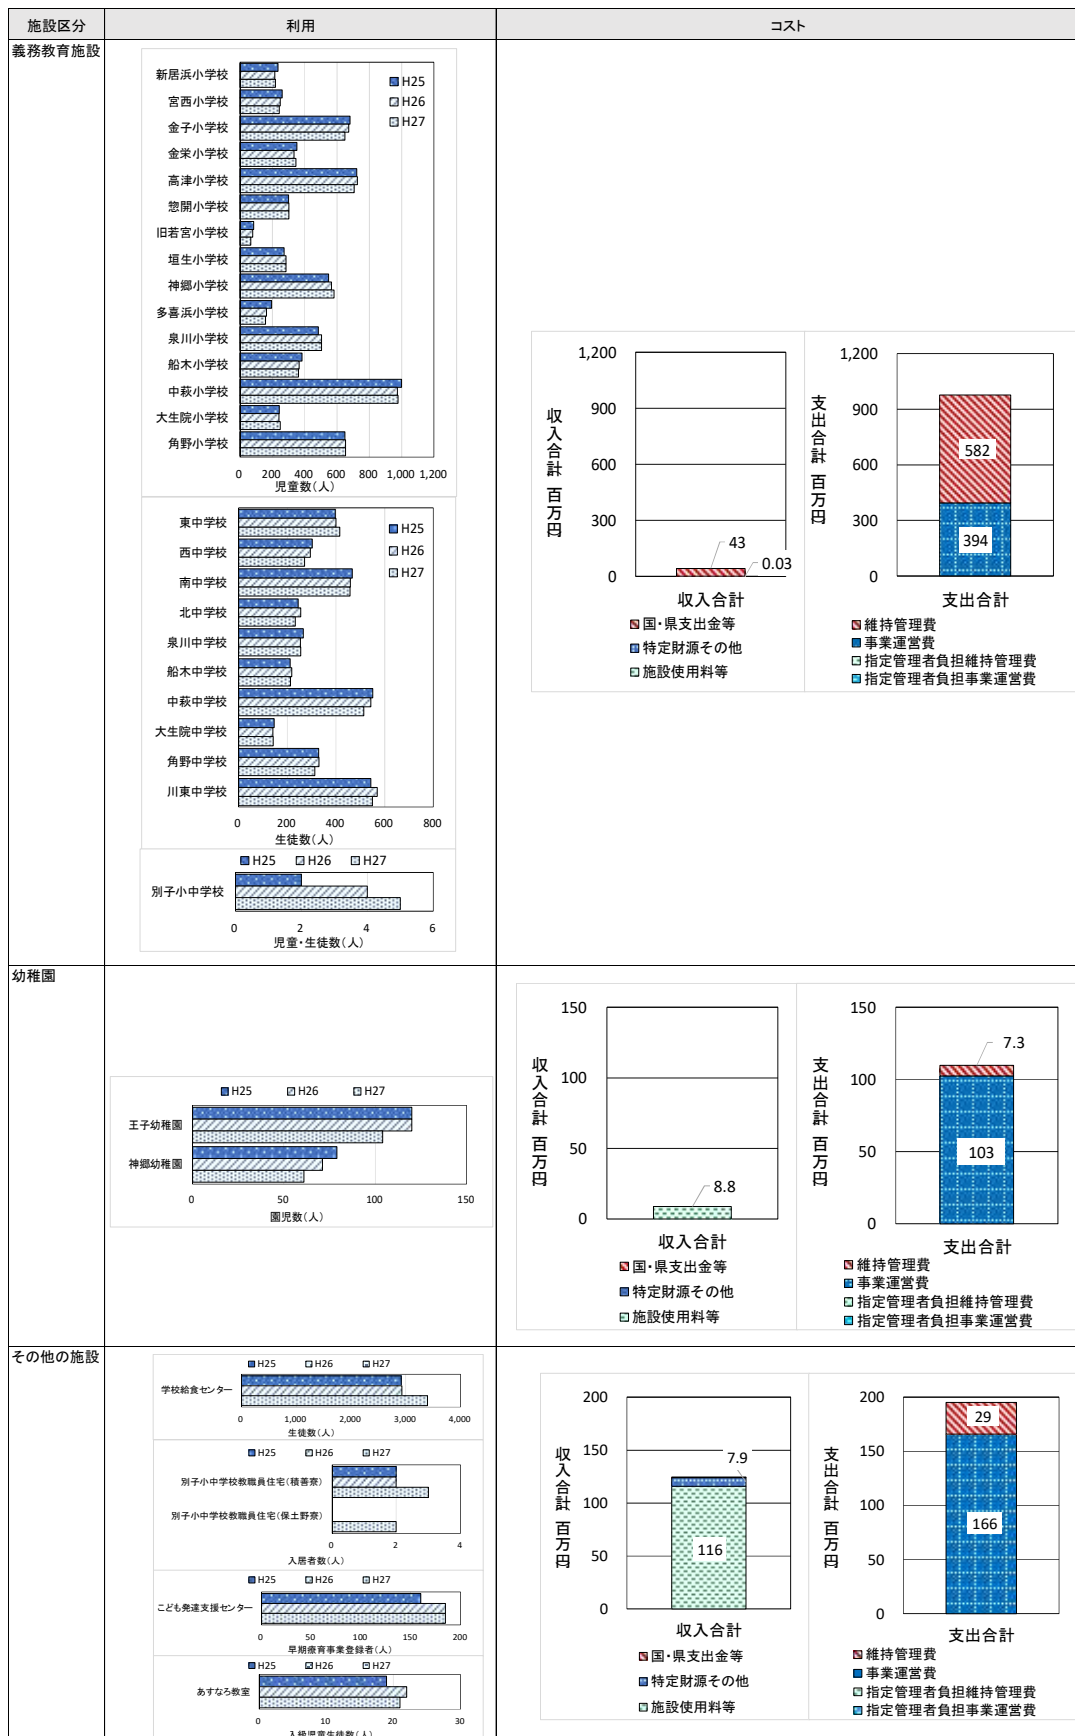 施設区分
利用
コスト
義務教育施設
新居浜小学校
宮西小学校
金子小学校
金栄小学校
高津小学校
惣開小学校
旧若宮小学校
垣生小学校
神郷小学校
多喜浜小学校
泉川小学校
船木小学校
中萩小学校
大生院小学校
角野小学校
H25
H26
H27
0 200 400 600 800 1,000 1,200
児童数(人)
東中学校
西中学校
南中学校
北中学校
泉川中学校
船木中学校
中萩中学校
大生院中学校
角野中学校
川東中学校
H25
H26
H27
0 200 400 600 800
生徒数(人)
H25 H26 H27
別子小中学校
0 2 4 6
児童・生徒数(人)
1,200
900
600
300
0
収入合計 百万円
43
0.03
収入合計
国・県支出金等
特定財源その他
施設使用料等
1,200
900
600
300
0
支出合計 百万円
582
394
支出合計
維持管理費
事業運営費
指定管理者負担維持管理費
指定管理者負担事業運営費
幼稚園
H25 H26 H27
王子幼稚園
神郷幼稚園
0 50 100 150
園児数(人)
150
100
50
0
収入合計 百万円
8.8
収入合計
国・県支出金等
特定財源その他
施設使用料等
150
100
50
0
支出合計 百万円
7.3
103
支出合計
維持管理費
事業運営費
指定管理者負担維持管理費
指定管理者負担事業運営費
その他の施設
H25 H26 H27
学校給食センター
0 1,000 2,000 3,000 4,000
生徒数(人)
H25 H26 H27
別子小中学校教職員住宅(積善寮)
別子小中学校教職員住宅(保土野寮)
0 2 4
入居者数(人)
H25 H26 H27
こども発達支援センター
0 50 100 150 200
早期療育事業登録者(人)
H25 H26 H27
あすなろ教室
0 10 20 30
入級児童生徒数(人)
200
150
100
50
0
収入合計 百万円
7.9
116
収入合計
国・県支出金等
特定財源その他
施設使用料等
200
150
100
50
0
支出合計 百万円
29
166
支出合計
維持管理費
事業運営費
指定管理者負担維持管理費
指定管理者負担事業運営費